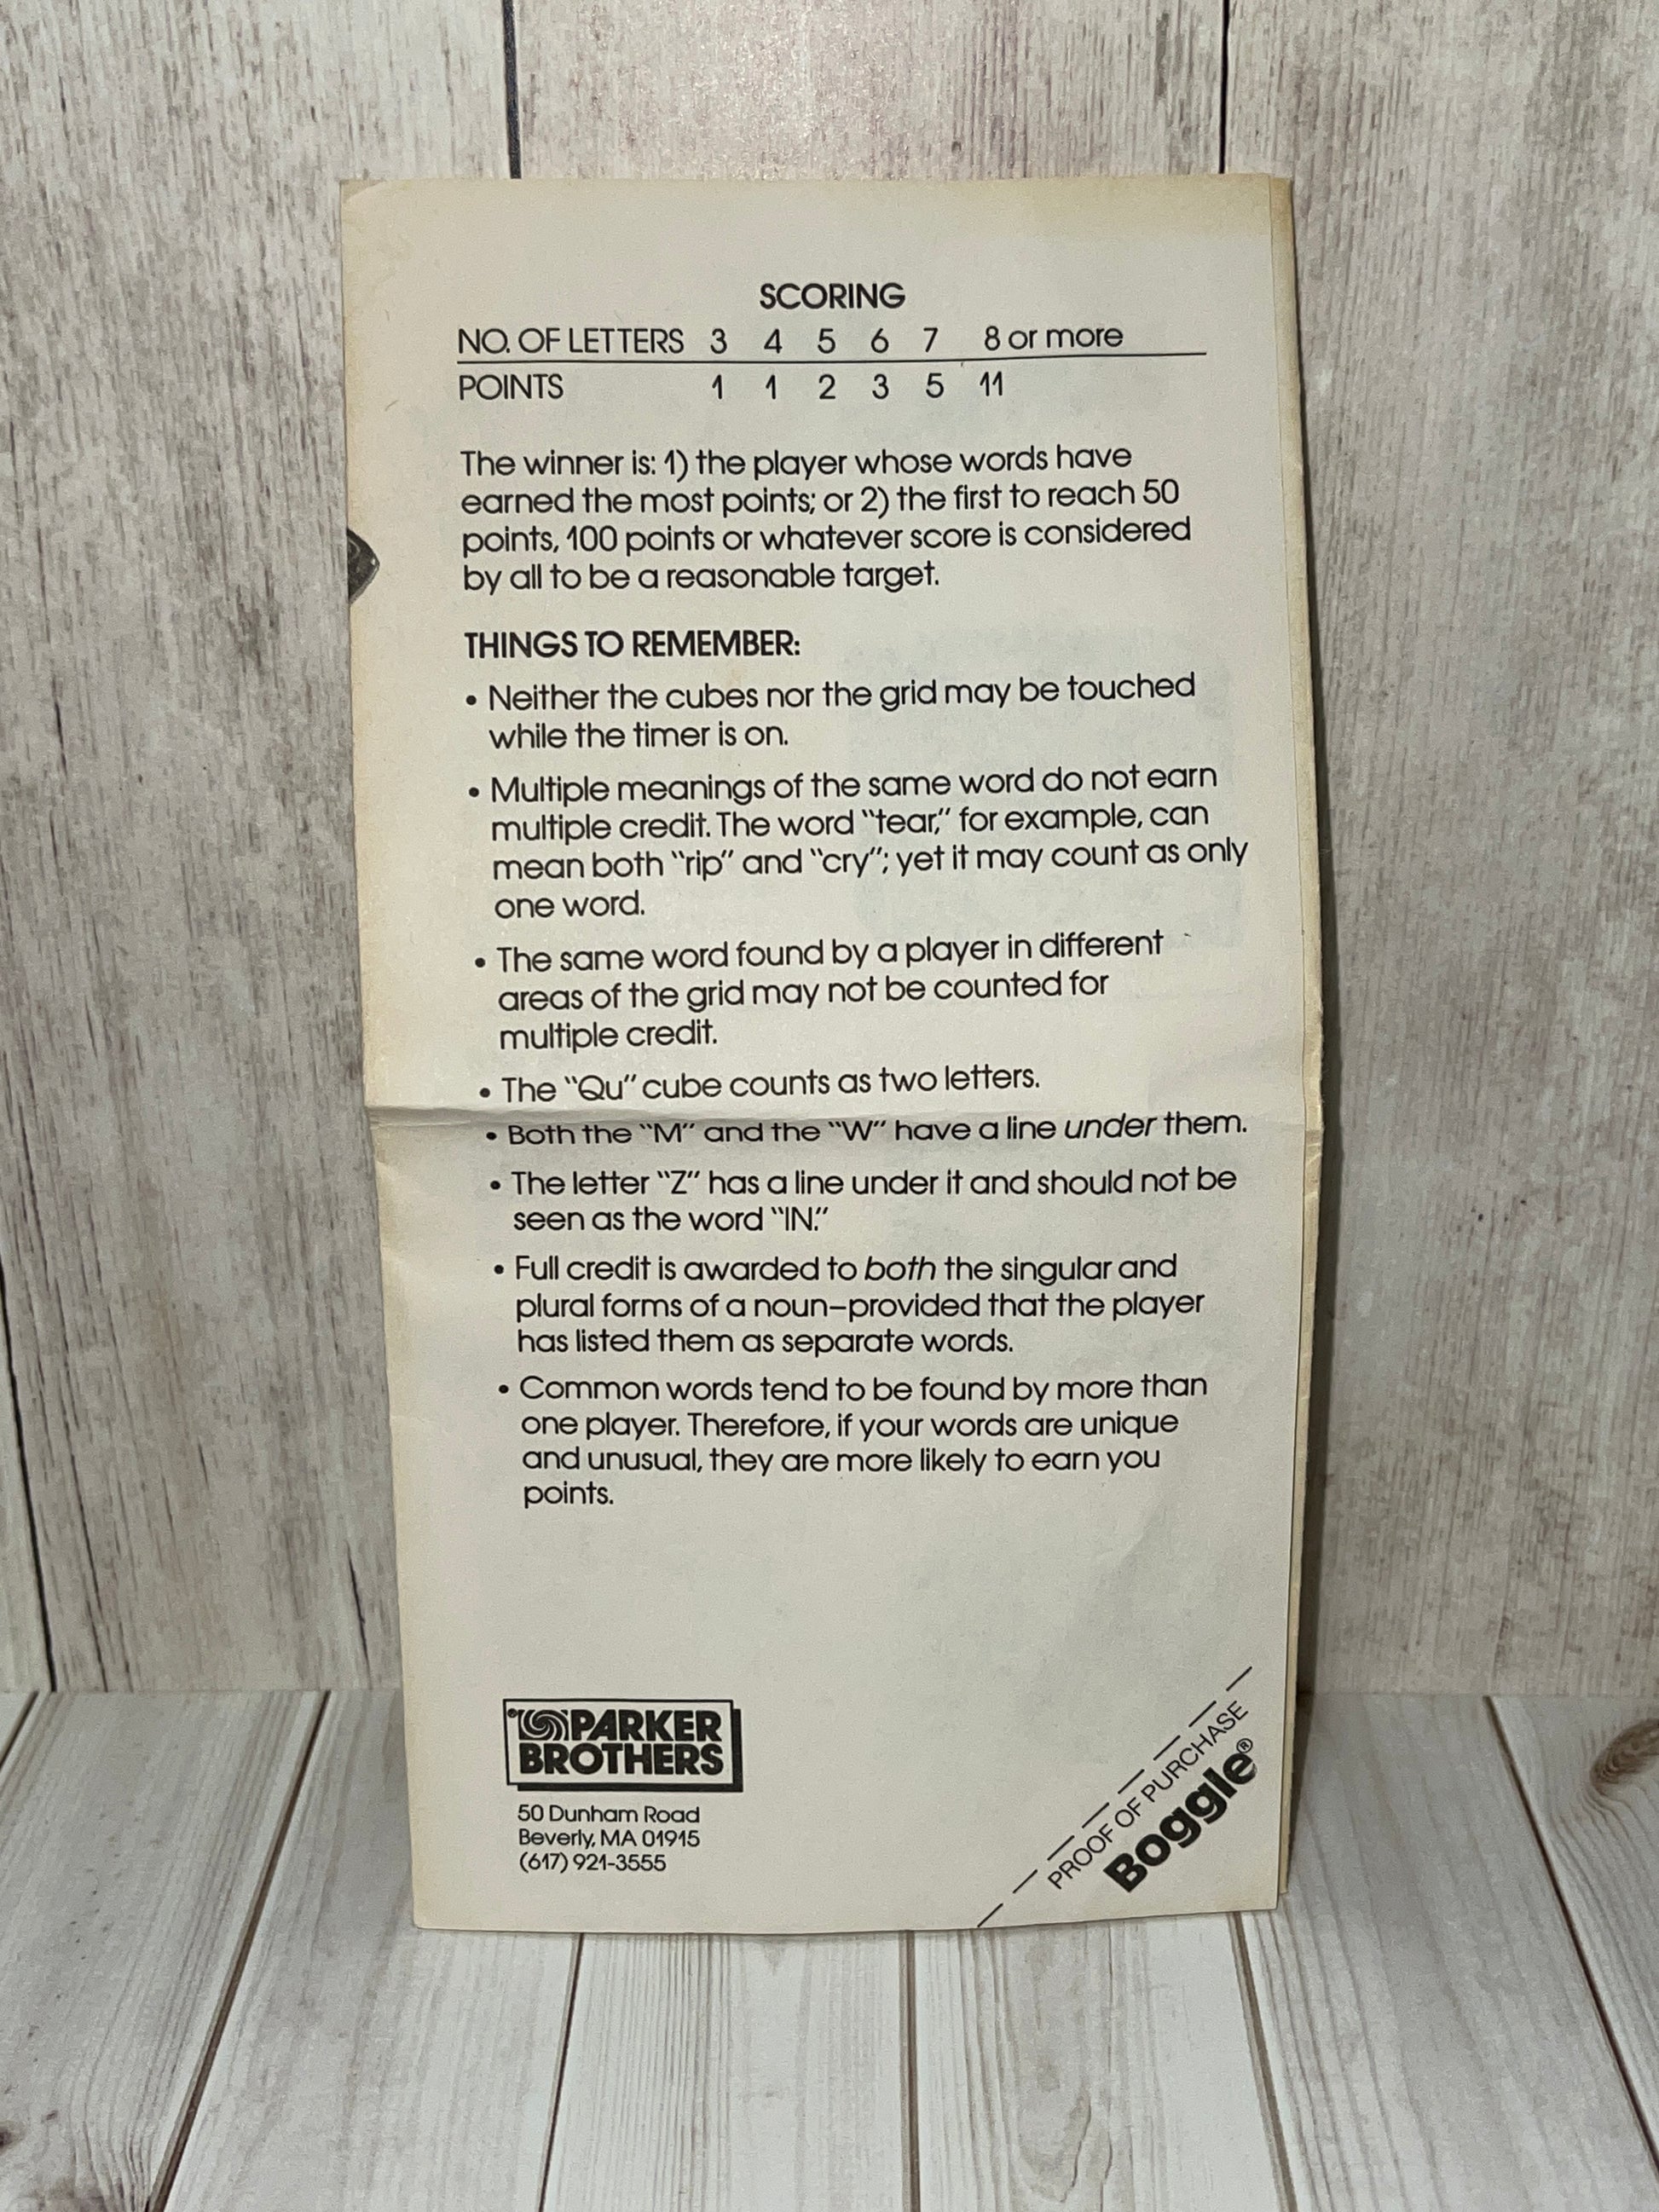 SCORING
NO. OF LETTERS 3 4 5 6 7 8 or more
POINTS 1 1 2 3 5 11
The winner is: 1) the player whose words have
earned the most points; or 2) the first to reach 50
points, 100 points or whatever score is considered
by all to be a reasonable target.
THINGS TO REMEMBER:
• Neither the cubes nor the grid may be touched
while the timer is on.
• Multiple meanings of the same word do not earn
multiple credit. The word “tear,” for example, can
mean both “rip” and “cry”; yet it may count as only
one word.
• The same word found by a player in different
areas of the grid may not be counted for
multiple credit.
• The “Qu” cube counts as two letters.
• Both the “M” and the “W” have a line under them.
• The letter “Z” has a line under it and should not be
seen as the word “IN.”
• Full credit is awarded to both the singular and
plural forms of a noun–provided that the player
has listed them as separate words.
• Common words tend to be found by more than
one player. Therefore, if your words are unique
and unusual, they are more likely to earn you
points.
® PARKER
BROTHERS
50 Dunham Road
Beverly, MA 01915
(617) 921-3555
PROOF OF PURCHASE
Boggle®